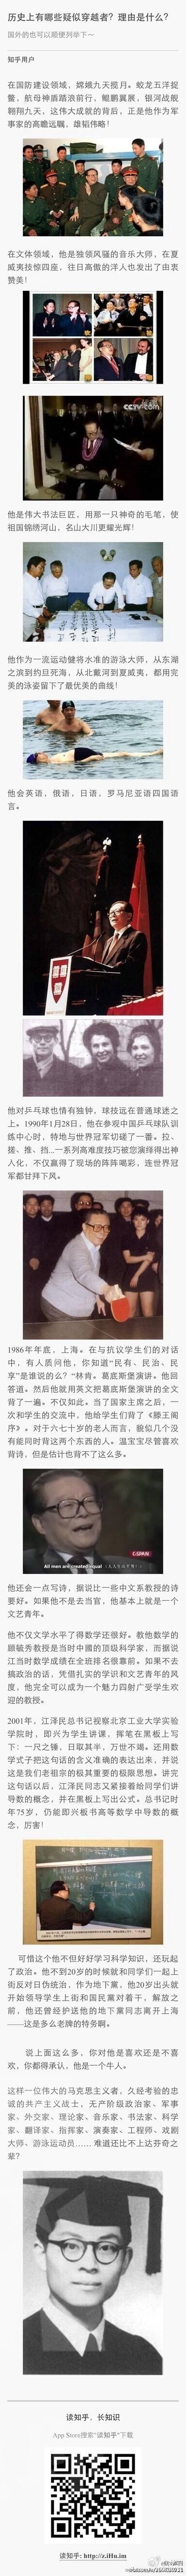 历史上有哪些疑似穿越者？理由是什么？
国外的也可以顺便列举下～
知乎用户
在国防建设领域，嫦娥九天揽月。蛟龙五洋捉
鳖，航母神盾踏浪前行，鲲鹏翼展，银河战舰
翱翔九天，这伟大成就的背后，正是他作为军
事家的高瞻远瞩，雄韬伟略！
在文体领域，他是独领风骚的音乐大师，在夏
威夷技惊四座，往日高傲的洋人也发出了由衷
赞美！
CCTV.com
他是伟大书法巨匠，用那一只神奇的毛笔，使
祖国锦绣河山，名山大川更耀光辉！
他作为一流运动健将水准的游泳大师，从东湖
之滨到约旦死海，从北戴河到夏威夷，都用完
美的泳姿留下了最优美的曲线！
他会英语，俄语，日语，罗马尼亚语四国语
言。
他对乒乓球也情有独钟，球技远在普通球迷之
上。1990年1月28日，他在参观中国乒乓球队训
练中心时，特地与世界冠军切磋了一番。拉、
搓、推、挡...一系列高难度技巧被您演绎得出神
入化，不仅赢得了现场的阵阵喝彩，连世界冠
军都甘拜下风。
1986年年底，上海。在与抗议学生们的对话
中，有人质问他，你知道“民有、民治、民
享”是谁说的么？“林肯。葛底斯堡演讲。他回
答道。然后他就用英文把葛底斯堡演讲的全文
背了一遍。不仅如此。当了国家主席之后，一
次和学生的交流中，他给学生们背了《滕王阁
序》。对于六七十岁的老人而言，貌似几个没
有能同时背这两个东西的人。温宝宝尽管喜欢
背诗，但是估计也背不了这么多。
C-SPAN
All men are created equal（人人生而平等）
他还会一点写诗，据说比一些中文系教授的诗
要好。如果他不是去当官，他基本上就是一个
文艺青年。
他不仅文学水平了得数学还很好。教他数学的
顾毓秀教授是当时中國的顶级科学家，而据说
江当时数学成绩在全班排名很靠前。如果不去
搞政治的话，凭借扎实的学识和文艺青年的风
度，他完全可以成为一个魅力四射广受学生欢
迎的教授。
2001年，江泽民总书记视察北京工业大学实验
学院时，即兴为学生讲课，挥笔在黑板上写
下：一尺之锤，日取其半，万世不竭。还用数
学式子把这句话的含义准确的表达出来，并说
这是我们老祖宗的极其重要的极限思想。讲完
这句话以后，江泽民同志又紧接着给同学们讲
导数的概念，并在黑板上写出公式。总书记时
年75岁，仍能即兴板书高等数学中导数的概
念，厉害！
可惜这个他不但好好学习科学知识，还玩起
了政治。他不到20岁的时候就和同学们一起上
街反对日伪统治，作为地下黨，他20岁出头就
开始领导学生上街和国民黨对着干，解放之
前，他还曾经护送他的地下黨同志离开上海
——这是多么老牌的特务啊。
说上面这么多，你对他是喜欢还是不喜
欢，你都得承认，他是一个牛人。
这样一位伟大的马克思主义者，久经考验的忠
诚的共产主义战士，无产阶级政治家、军事
家、外交家、理论家、音乐家、书法家、科学
家、翻译家、指挥家、演奏家、工程师、戏剧
大师、游泳运动员…… 难道还比不上达芬奇之
辈？
读知乎，长知识
App Store搜索“读知乎”下载
读知乎: http://z.ihu.im